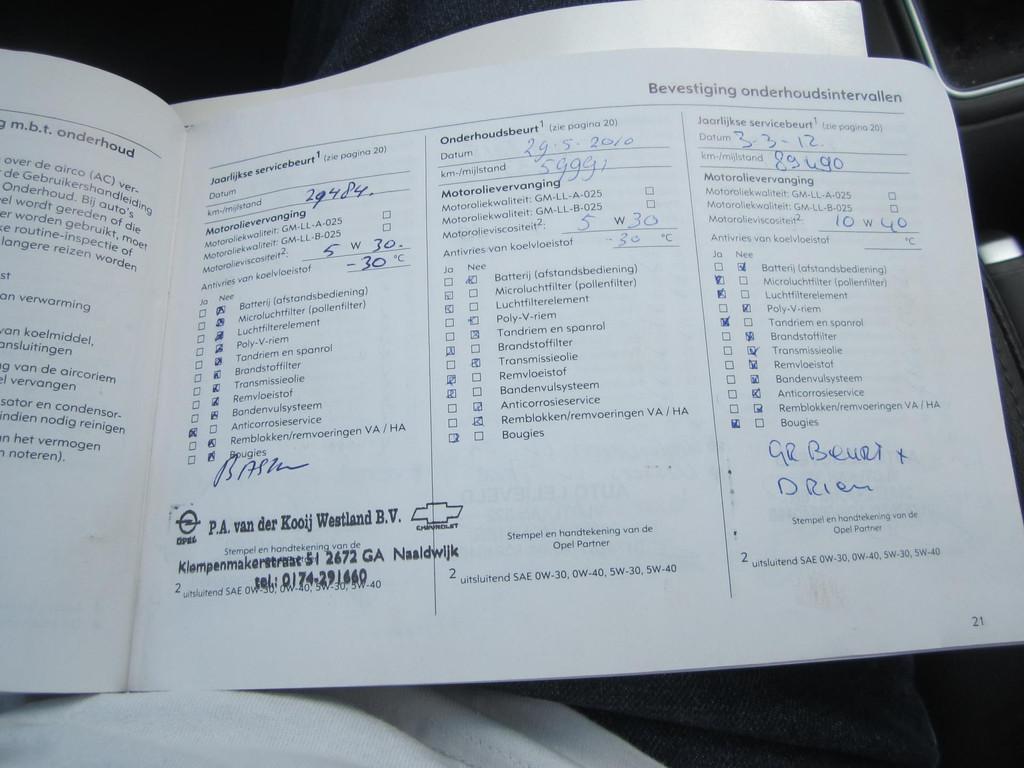 g m.b.t. onderhoud
over de airco (AC) ver-
de Gebruikershandleiding
Onderhoud. Bij auto's
el wordt gereden of die
er worden gebruikt, moet
ke routine-inspectie of
langere reizen worden
st
an verwarming
van koelmiddel,
ansluitingen
ng van de aircoriem
el vervangen
sator en condensor-
indien nodig reinigen
n het vermogen
n noteren).
Bevestiging onderhoudsintervallen
Jaarlijkse servicebeurt1 (zie pagina 20)
Datum
km-/mijlstand 29484.
Motorolievervanging
Motoroliekwaliteit: GM-LL-A-025
Motoroliekwaliteit: GM-LL-B-025
Motorolieviscositeit2: 5 W 30.
Antivries van koelvloeistof -30 °C
Ja Nee
Batterij (afstandsbediening)
Microluchtfilter (pollenfilter)
Luchtfilterelement
Poly-V-riem
Tandriem en spanrol
Brandstoffilter
Transmissieolie
Remvloeistof
Bandenvulsysteem
Anticorrosieservice
Remblokken/remvoeringen VA / HA
Bougies
OPEL P.A. van der Kooij Westland B.V. CHEVROLET
Stempel en handtekening van de
Klompenmakerstraat 51 2672 GA Naaldwijk
tel.: 0174-291660
2 uitsluitend SAE 0W-30, 0W-40, 5W-30, 5W-40
Onderhoudsbeurt1 (zie pagina 20)
Datum 29-5-2010
km-/mijlstand 59991
Motorolievervanging
Motoroliekwaliteit: GM-LL-A-025
Motoroliekwaliteit: GM-LL-B-025
Motorolieviscositeit2: 5 W 30
Antivries van koelvloeistof -30 °C
Ja Nee
Batterij (afstandsbediening)
Microluchtfilter (pollenfilter)
Luchtfilterelement
Poly-V-riem
Tandriem en spanrol
Brandstoffilter
Transmissieolie
Remvloeistof
Bandenvulsysteem
Anticorrosieservice
Remblokken/remvoeringen VA / HA
Bougies
Stempel en handtekening van de
Opel Partner
2 uitsluitend SAE 0W-30, 0W-40, 5W-30, 5W-40
Jaarlijkse servicebeurt1 (zie pagina 20)
Datum 3-3-12.
km-/mijlstand 89490
Motorolievervanging
Motoroliekwaliteit: GM-LL-A-025
Motoroliekwaliteit: GM-LL-B-025
Motorolieviscositeit2: 10 W 40
Antivries van koelvloeistof °C
Ja Nee
Batterij (afstandsbediening)
Microluchtfilter (pollenfilter)
Luchtfilterelement
Poly-V-riem
Tandriem en spanrol
Brandstoffilter
Transmissieolie
Remvloeistof
Bandenvulsysteem
Anticorrosieservice
Remblokken/remvoeringen VA / HA
Bougies
GR Beurt +
DRiem
Stempel en handtekening van de
Opel Partner
2 uitsluitend SAE 0W-30, 0W-40, 5W-30, 5W-40
21